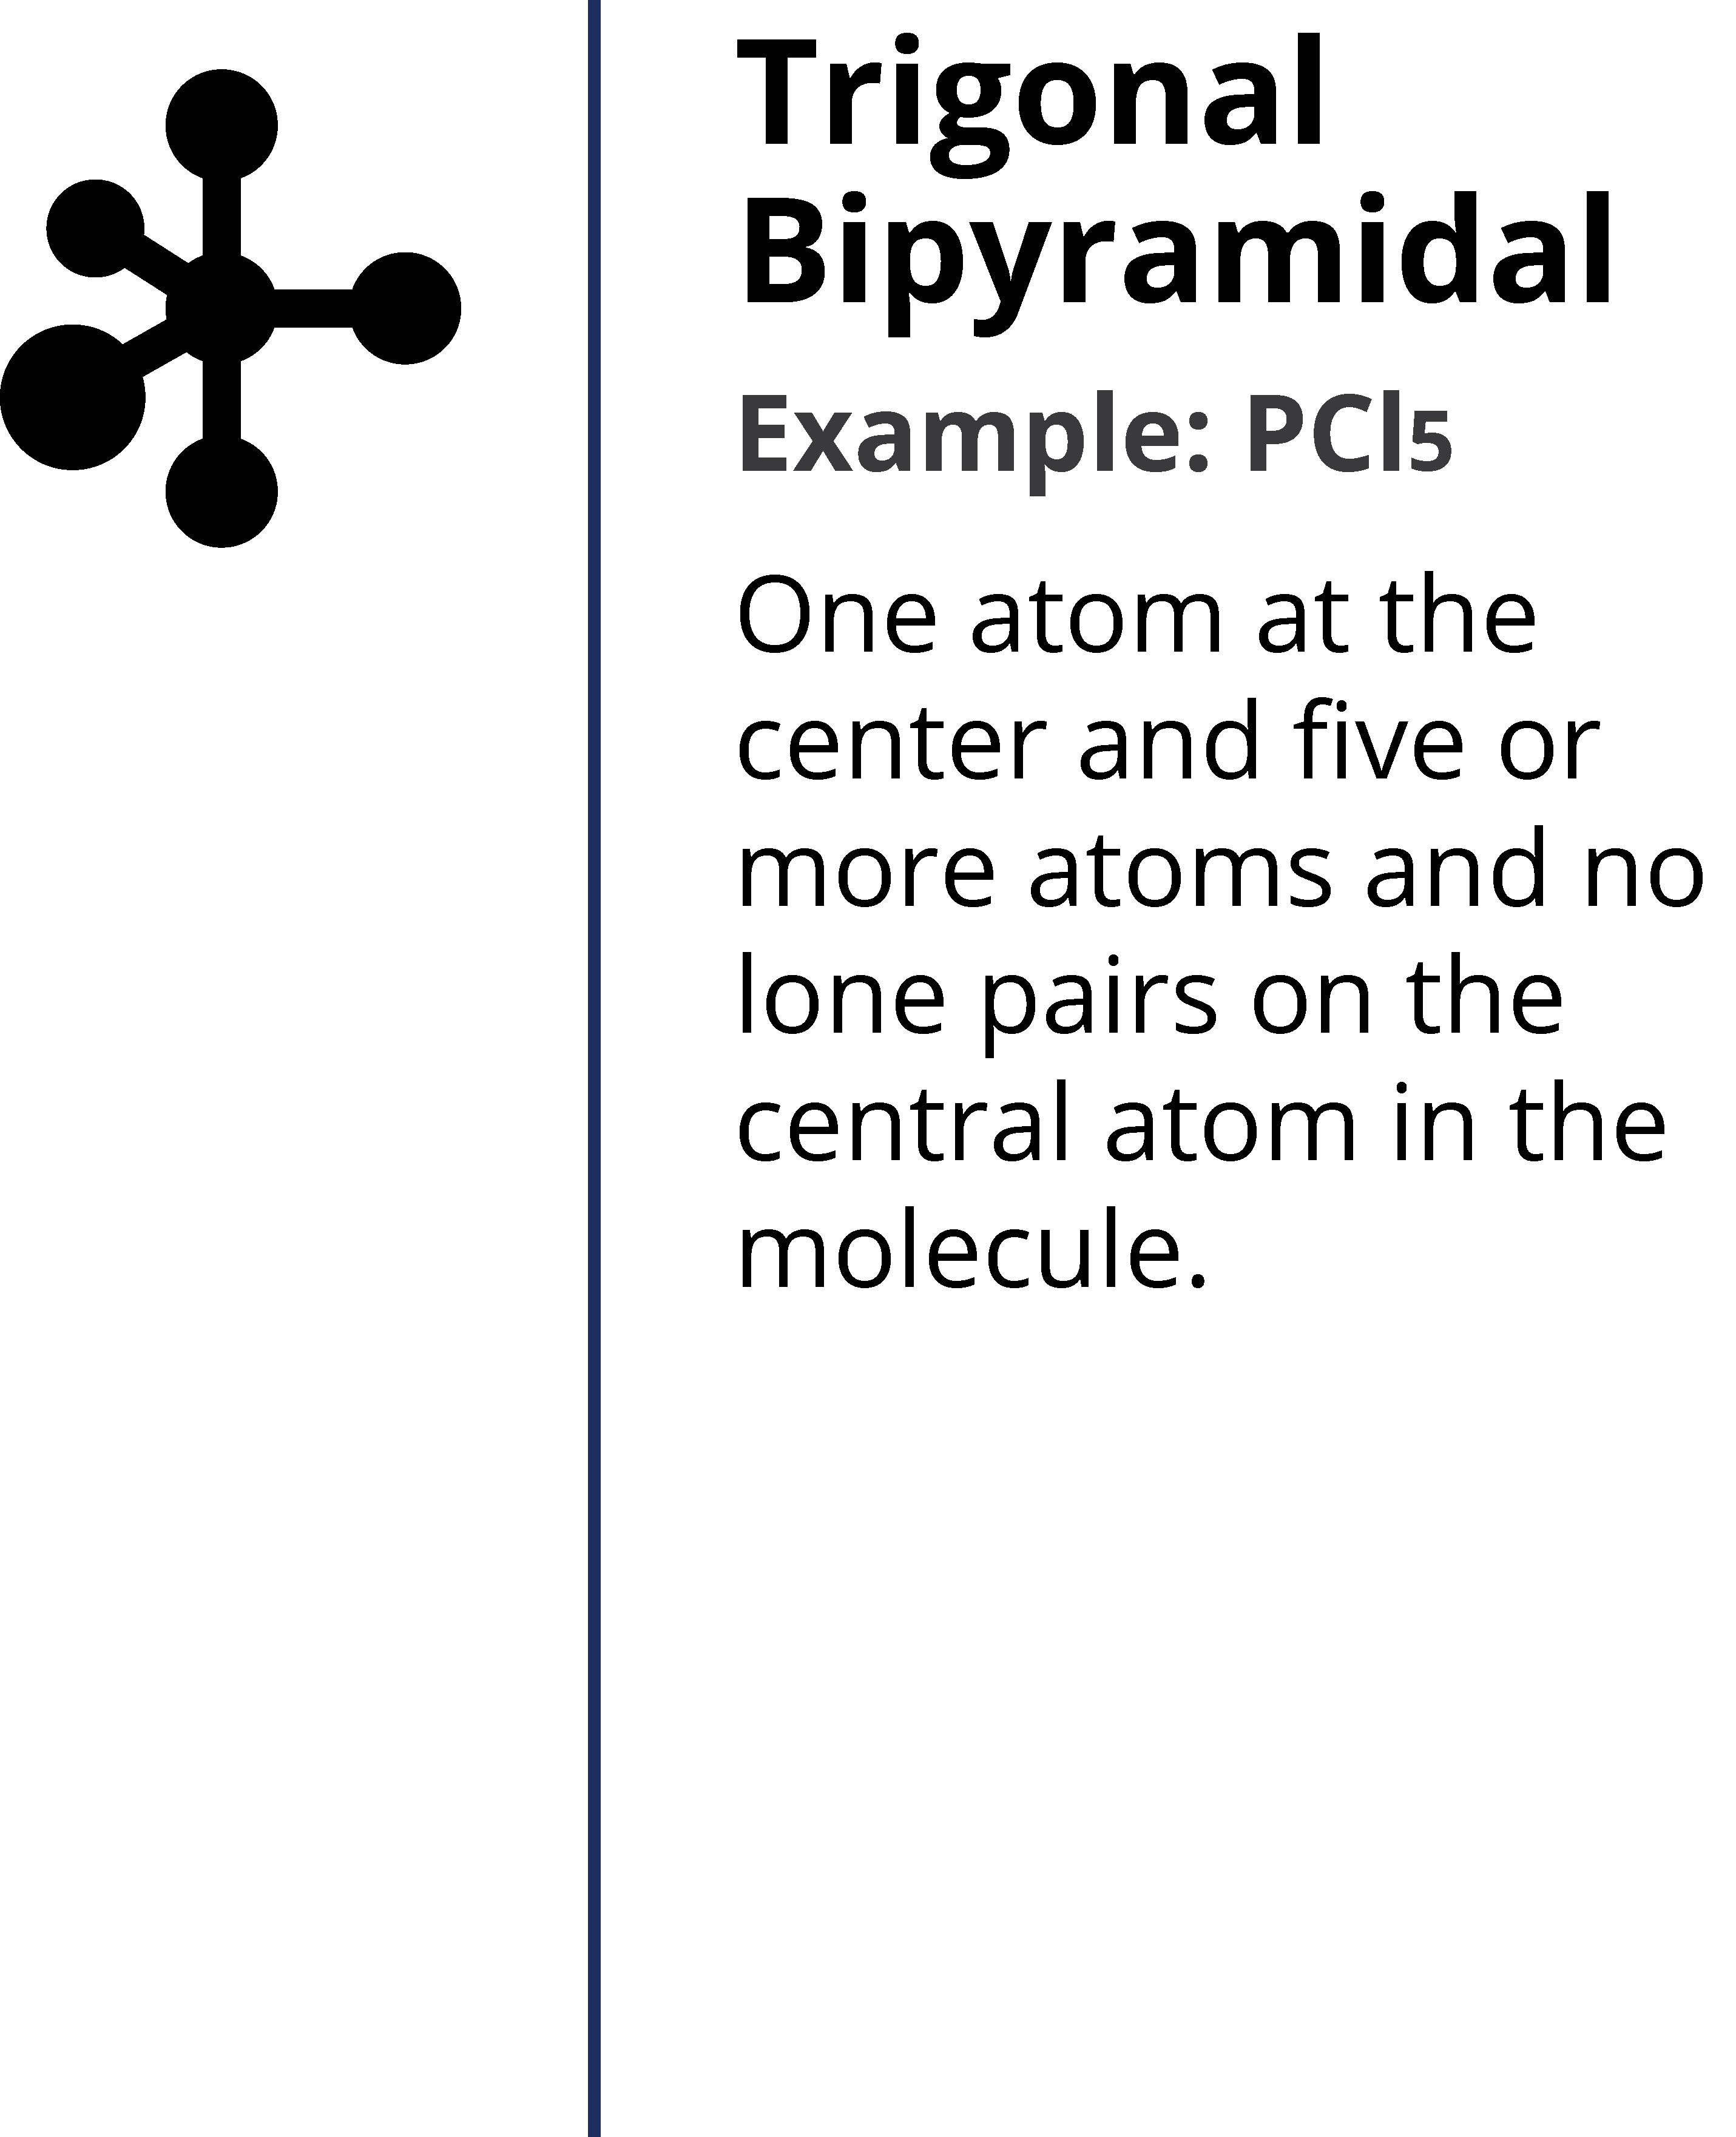 Trigonal
Bipyramidal
Example: PCl5
One atom at the
center and five or
more atoms and no
lone pairs on the
central atom in the
molecule.